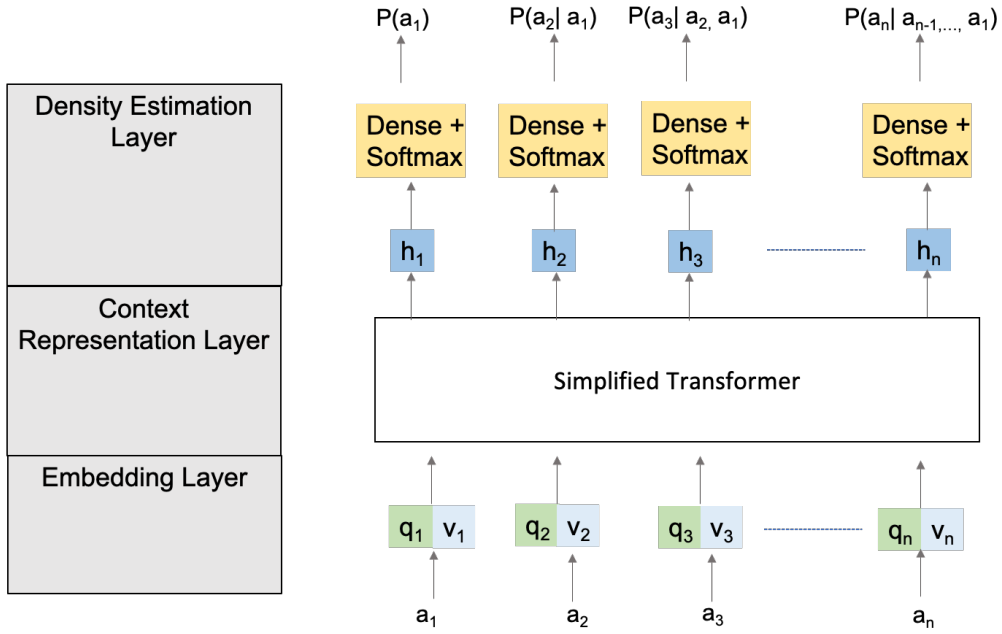 P(a₁)
P(a₂| a₁)
P(a₃| a₂, a₁)
P(aₙ| aₙ₋₁,..., a₁)
Density Estimation
Layer
Dense +
Softmax
Dense +
Softmax
Dense +
Softmax
Dense +
Softmax
h₁
h₂
h₃
hₙ
Context
Representation Layer
Simplified Transformer
Embedding Layer
q₁ v₁
q₂ v₂
q₃ v₃
qₙ vₙ
a₁
a₂
a₃
aₙ